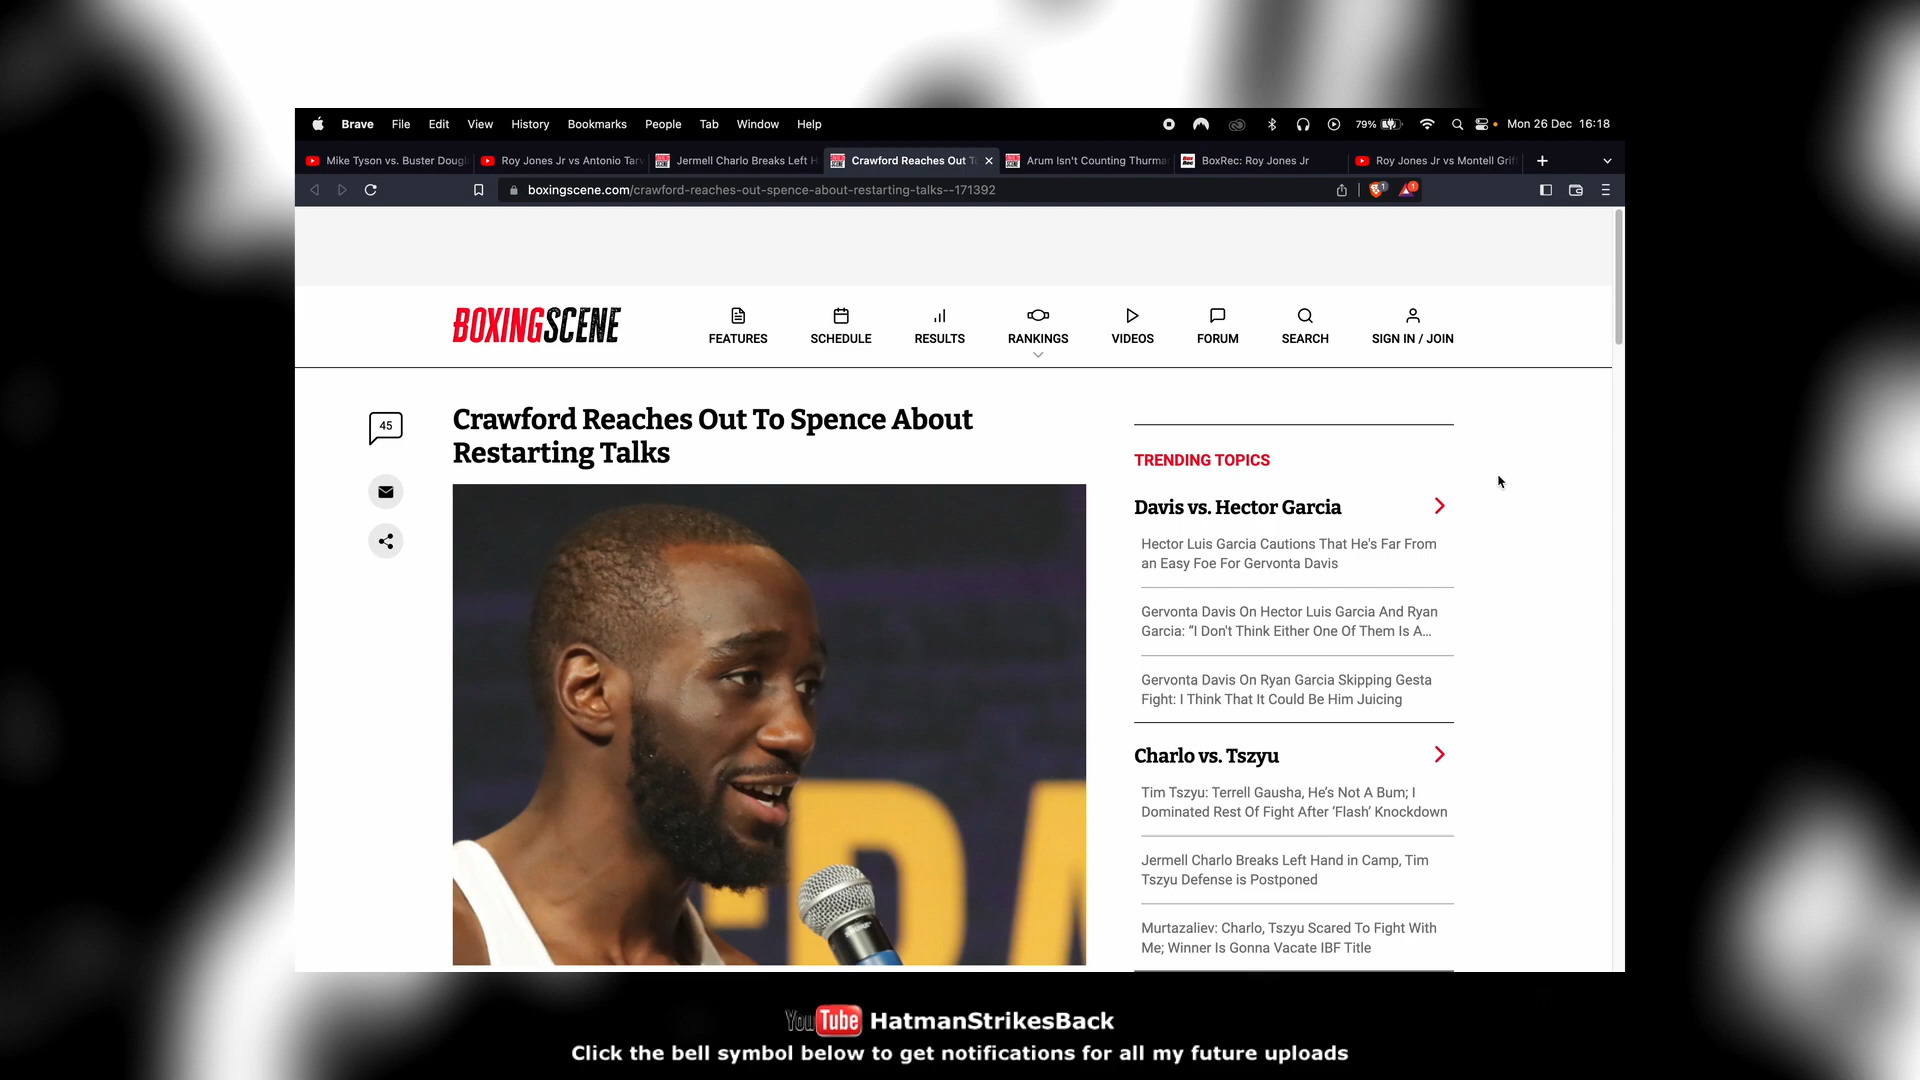 Brave File Edit View History Bookmarks People Tab Window Help 79% Mon 26 Dec 16:18
Mike Tyson vs. Buster Dougl Roy Jones Jr vs Antonio Tar Jermell Charlo Breaks Left H Crawford Reaches Out T Arum Isn't Counting Thurma BoxRec: Roy Jones Jr Roy Jones Jr vs Montell Grif
boxingscene.com/crawford-reaches-out-spence-about-restarting-talks--171392 1 1
BOXINGSCENE
FEATURES SCHEDULE RESULTS RANKINGS VIDEOS FORUM SEARCH SIGN IN / JOIN
45
Crawford Reaches Out To Spence About
Restarting Talks
TRENDING TOPICS
Davis vs. Hector Garcia
Hector Luis Garcia Cautions That He's Far From
an Easy Foe For Gervonta Davis
Gervonta Davis On Hector Luis Garcia And Ryan
Garcia: “I Don't Think Either One Of Them Is A...
Gervonta Davis On Ryan Garcia Skipping Gesta
Fight: I Think That It Could Be Him Juicing
Charlo vs. Tszyu
Tim Tszyu: Terrell Gausha, He’s Not A Bum; I
Dominated Rest Of Fight After ‘Flash’ Knockdown
Jermell Charlo Breaks Left Hand in Camp, Tim
Tszyu Defense is Postponed
Murtazaliev: Charlo, Tszyu Scared To Fight With
Me; Winner Is Gonna Vacate IBF Title
YouTube HatmanStrikesBack
Click the bell symbol below to get notifications for all my future uploads